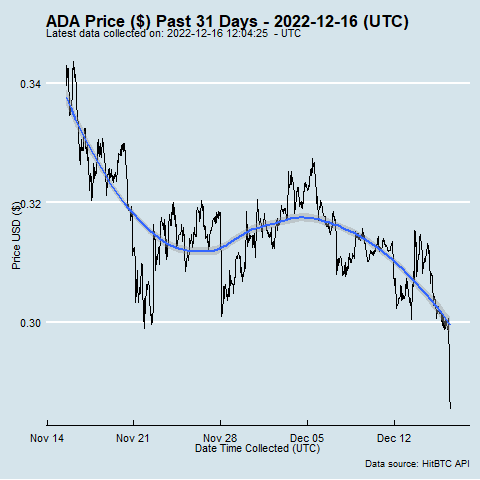 ADA Price ($) Past 31 Days - 2022-12-16 (UTC)
Latest data collected on: 2022-12-16 12:04:25 - UTC
0.34
0.32
0.30
Price USD ($)
Nov 14 Nov 21 Nov 28 Dec 05 Dec 12
Date Time Collected (UTC)
Data source: HitBTC API